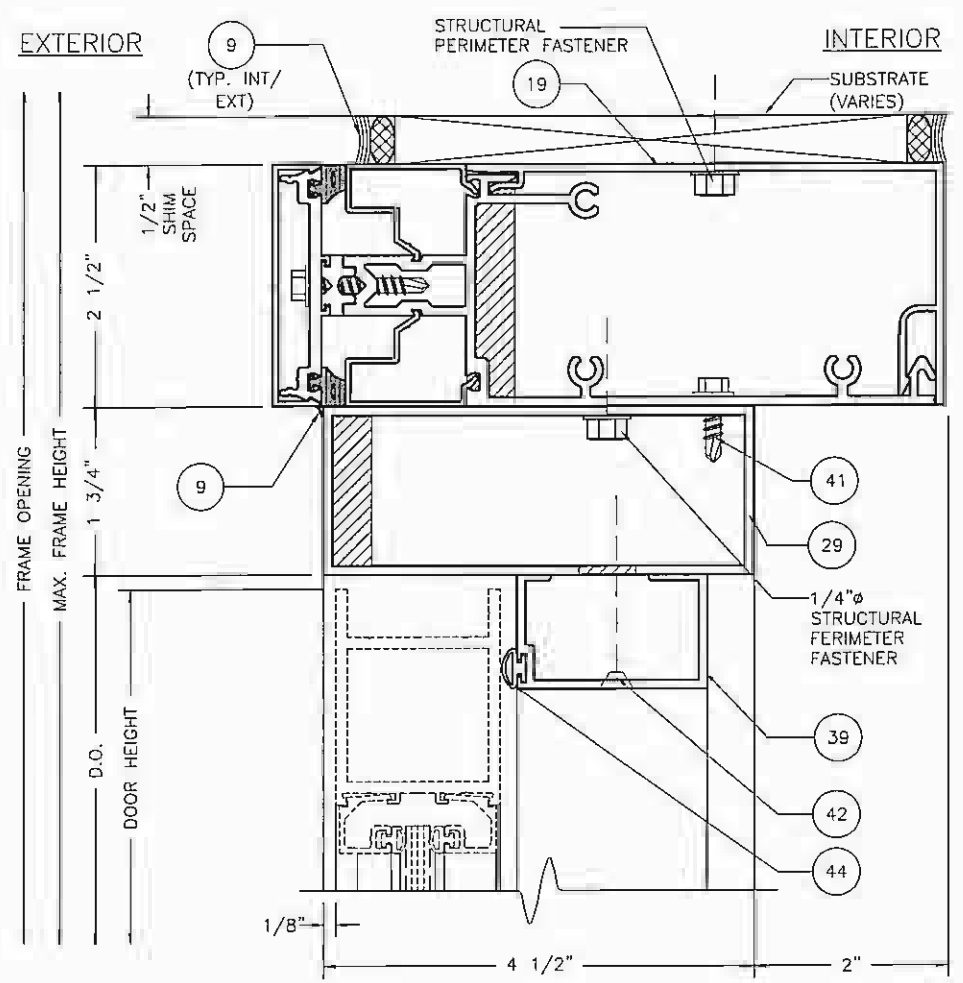 EXTERIOR
9
(TYP. INT/
EXT)
STRUCTURAL
PERIMETER FASTENER
19
INTERIOR
SUBSTRATE
(VARIES)
1/2"
SHIM
SPACE
2 1/2"
1 3/4"
FRAME OPENING
MAX. FRAME HEIGHT
D.O.
DOOR HEIGHT
9
41
29
1/4"ø
STRUCTURAL
FERIMETER
FASTENER
39
42
44
1/8"
4 1/2"
2"